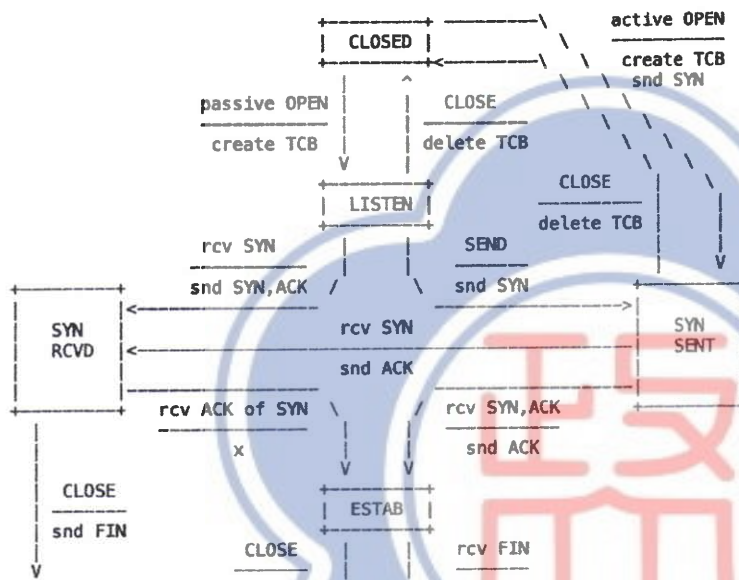 active OPEN
CLOSED
create TCB
snd SYN
passive OPEN CLOSE
create TCB delete TCB
CLOSE
LISTEN
delete TCB
rcv SYN SEND
snd SYN,ACK snd SYN
SYN rcv SYN SYN
RCVD SENT
snd ACK
rcv ACK of SYN rcv SYN,ACK
x snd ACK
CLOSE
ESTAB
snd FIN
CLOSE rcv FIN